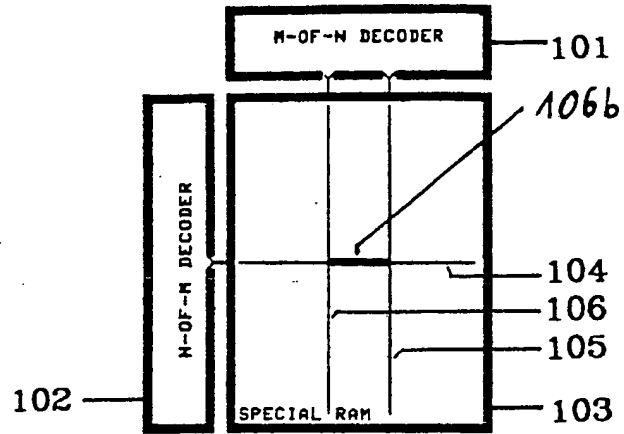 M-OF-N DECODER
101
106b
N-OF-M DECODER
104
106
105
102
SPECIAL RAM
103